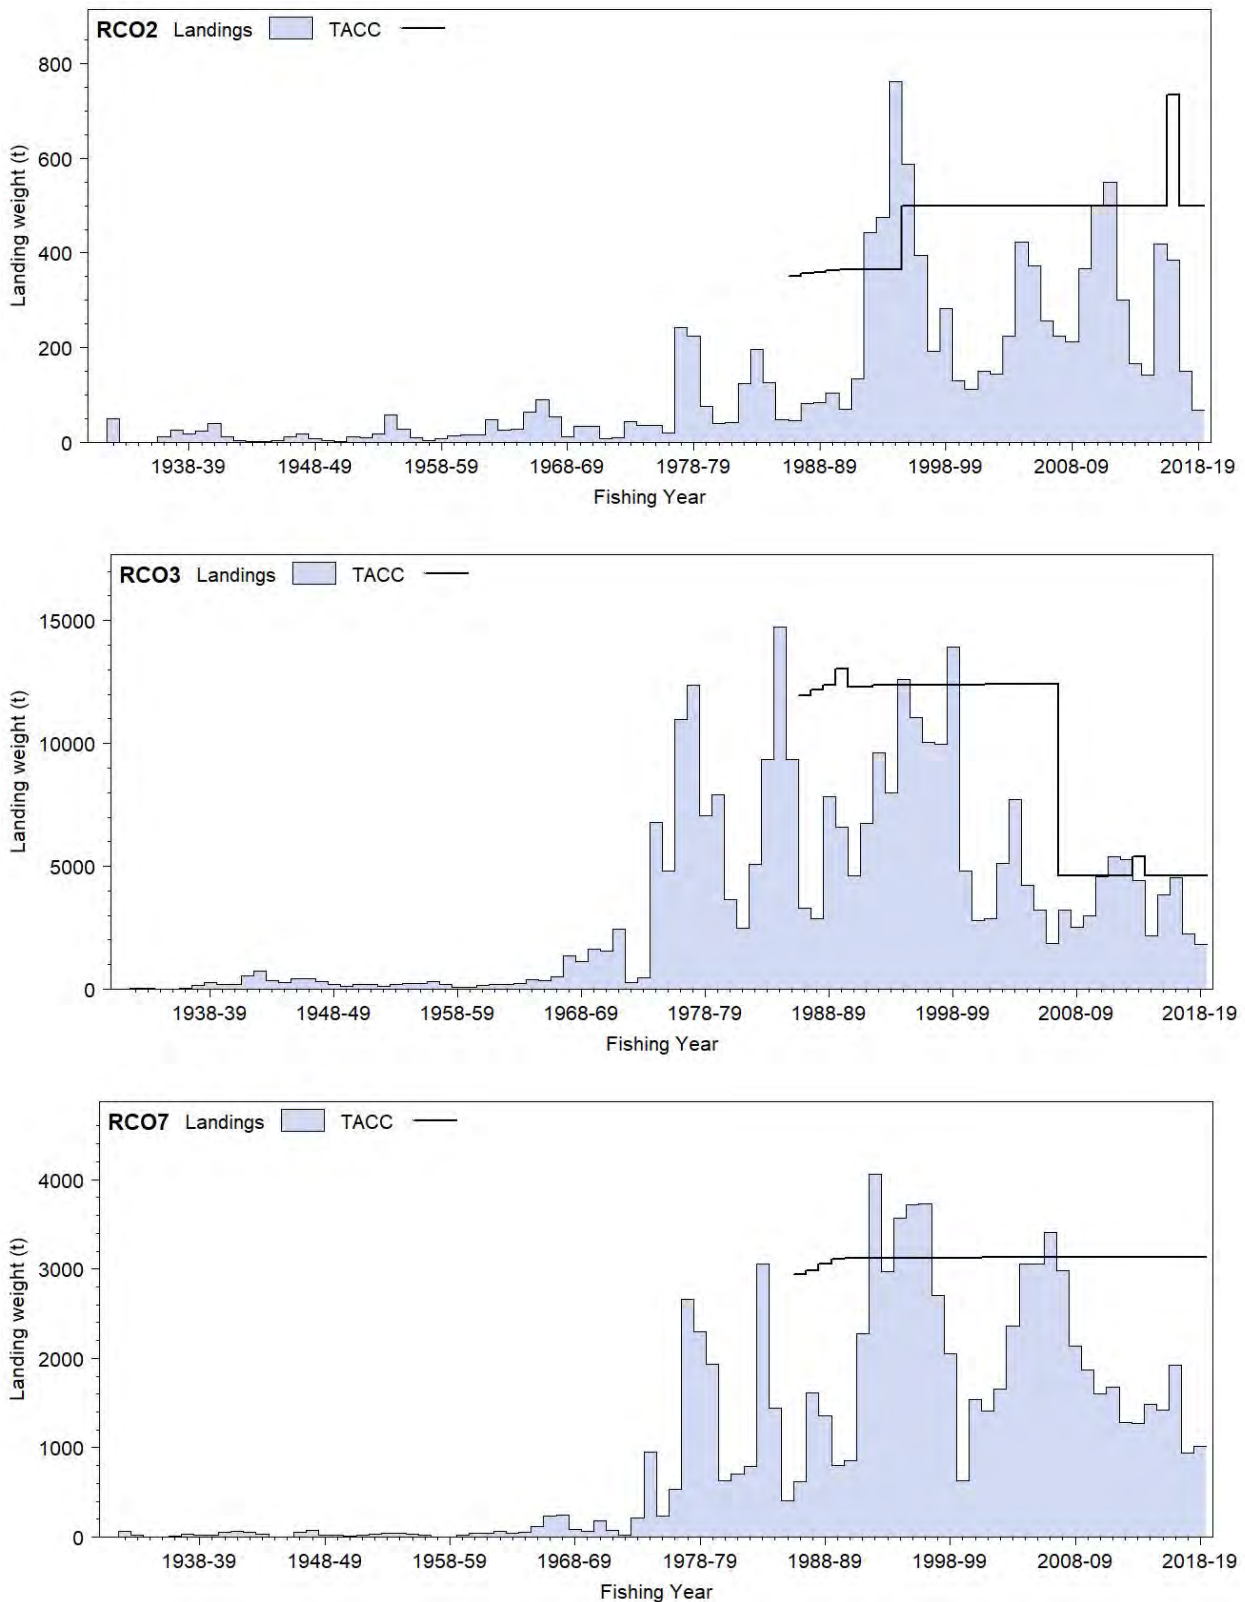 RCO2 Landings TACC
Landing weight (t)
800
600
400
200
0
1938-39 1948-49 1958-59 1968-69 1978-79 1988-89 1998-99 2008-09 2018-19
Fishing Year
RCO3 Landings TACC
Landing weight (t)
15000
10000
5000
0
1938-39 1948-49 1958-59 1968-69 1978-79 1988-89 1998-99 2008-09 2018-19
Fishing Year
RCO7 Landings TACC
Landing weight (t)
4000
3000
2000
1000
0
1938-39 1948-49 1958-59 1968-69 1978-79 1988-89 1998-99 2008-09 2018-19
Fishing Year